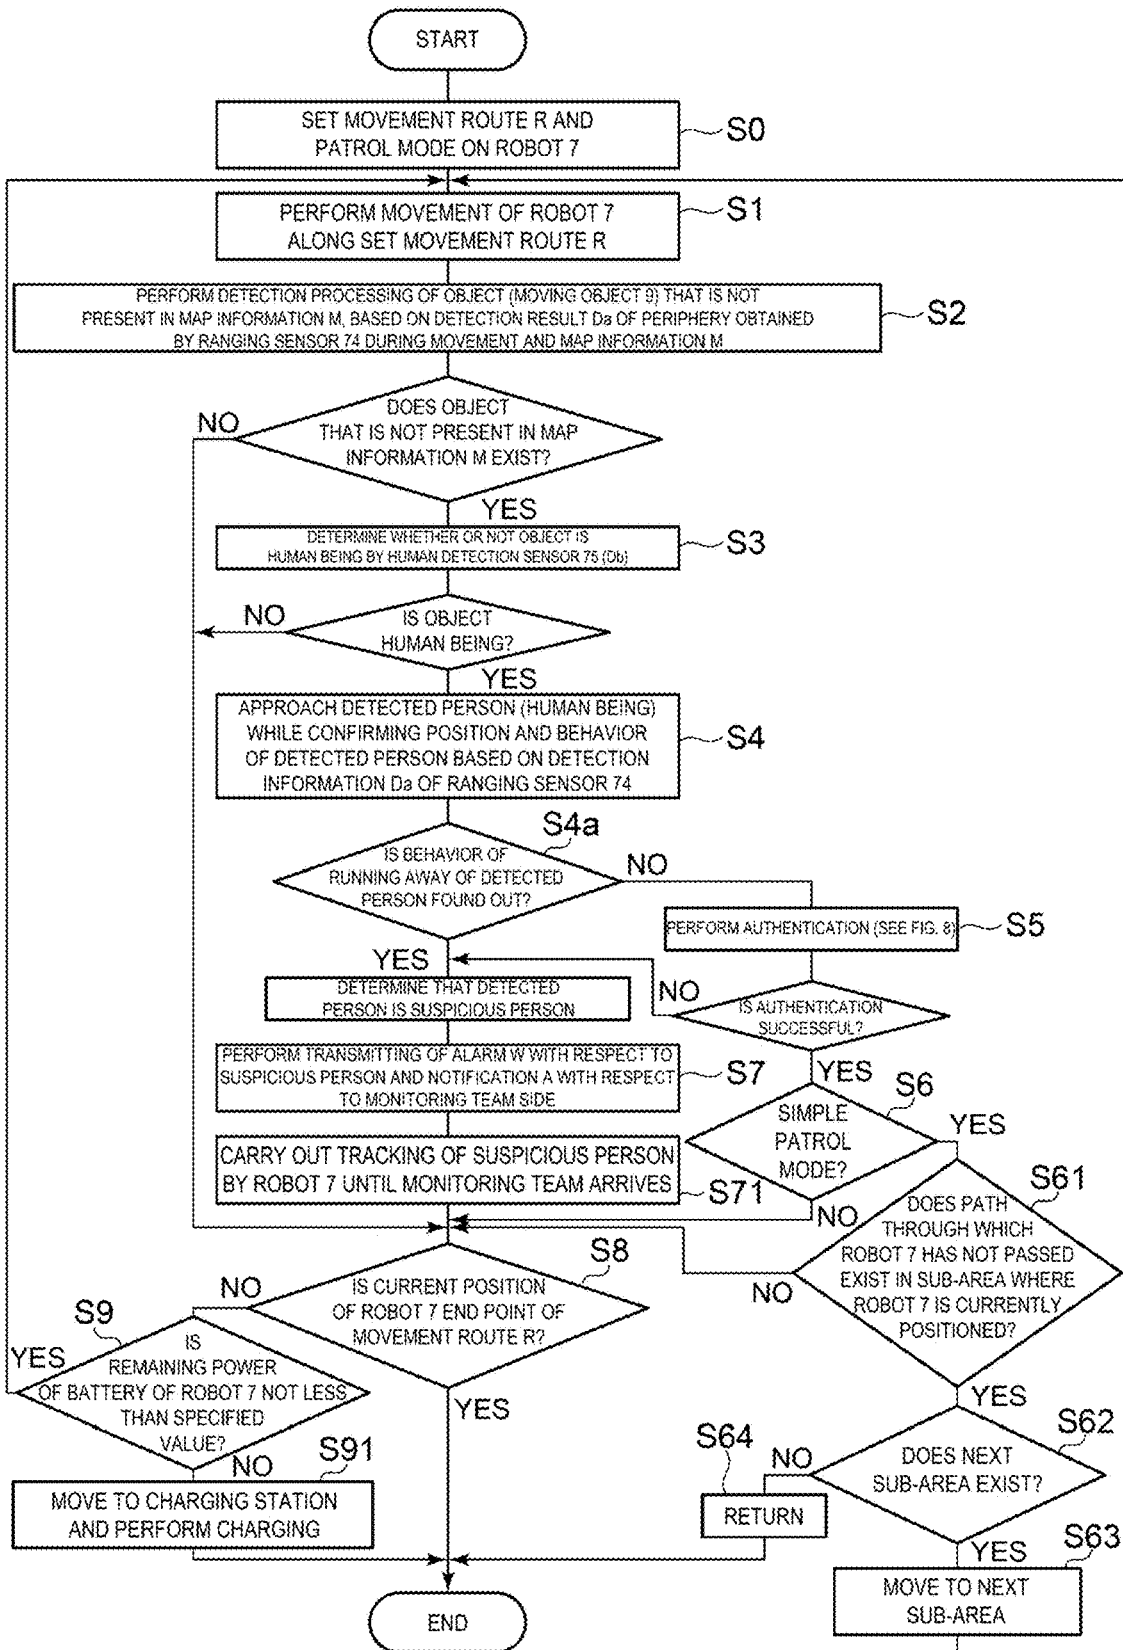 START
SET MOVEMENT ROUTE R AND
PATROL MODE ON ROBOT 7
S0
PERFORM MOVEMENT OF ROBOT 7
ALONG SET MOVEMENT ROUTE R
S1
PERFORM DETECTION PROCESSING OF OBJECT (MOVING OBJECT 9) THAT IS NOT
PRESENT IN MAP INFORMATION M, BASED ON DETECTION RESULT Da OF PERIPHERY OBTAINED
BY RANGING SENSOR 74 DURING MOVEMENT AND MAP INFORMATION M
S2
DOES OBJECT
THAT IS NOT PRESENT IN MAP
INFORMATION M EXIST?
NO
YES
DETERMINE WHETHER OR NOT OBJECT IS
HUMAN BEING BY HUMAN DETECTION SENSOR 75 (Db)
S3
IS OBJECT
HUMAN BEING?
NO
YES
APPROACH DETECTED PERSON (HUMAN BEING)
WHILE CONFIRMING POSITION AND BEHAVIOR
OF DETECTED PERSON BASED ON DETECTION
INFORMATION Da OF RANGING SENSOR 74
S4
S4a
IS BEHAVIOR OF
RUNNING AWAY OF DETECTED
PERSON FOUND OUT?
NO
YES
PERFORM AUTHENTICATION (SEE FIG. 8)
S5
DETERMINE THAT DETECTED
PERSON IS SUSPICIOUS PERSON
NO
IS AUTHENTICATION
SUCCESSFUL?
YES
PERFORM TRANSMITTING OF ALARM W WITH RESPECT TO
SUSPICIOUS PERSON AND NOTIFICATION A WITH RESPECT
TO MONITORING TEAM SIDE
S7
S6
SIMPLE
PATROL
MODE?
YES
NO
CARRY OUT TRACKING OF SUSPICIOUS PERSON
BY ROBOT 7 UNTIL MONITORING TEAM ARRIVES
S71
S61
DOES PATH
THROUGH WHICH
ROBOT 7 HAS NOT PASSED
EXIST IN SUB-AREA WHERE
ROBOT 7 IS CURRENTLY
POSITIONED?
NO
YES
S8
IS CURRENT POSITION
OF ROBOT 7 END POINT OF
MOVEMENT ROUTE R?
NO
YES
S9
IS
REMAINING POWER
OF BATTERY OF ROBOT 7 NOT LESS
THAN SPECIFIED
VALUE?
YES
NO
S91
MOVE TO CHARGING STATION
AND PERFORM CHARGING
S62
DOES NEXT
SUB-AREA EXIST?
NO
YES
S64
RETURN
S63
MOVE TO NEXT
SUB-AREA
END